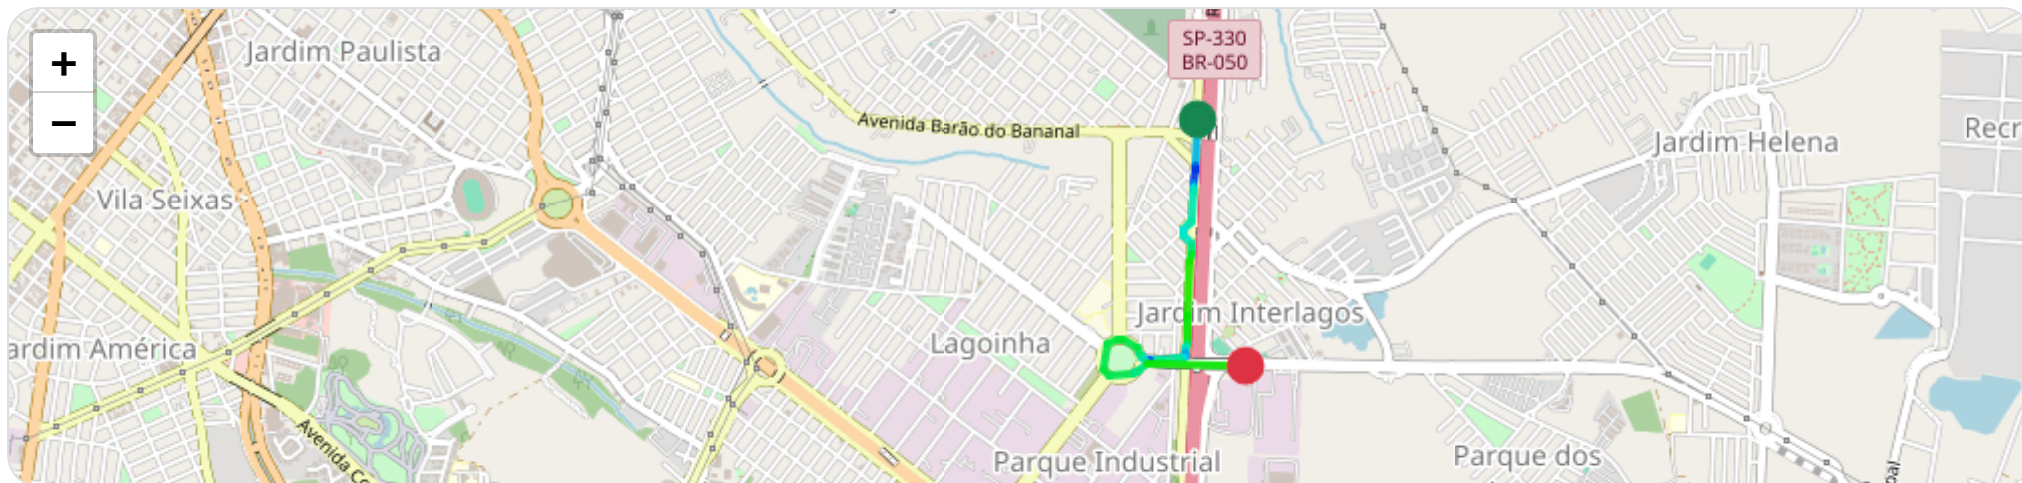 +
−
Jardim Paulista
SP-330
BR-050
Avenida Barão do Bananal
Jardim Helena
Recr
Vila Seixas
Jardim Interlagos
Lagoinha
ardim América
Avenida Co
Parque Industrial
Parque dos
pal